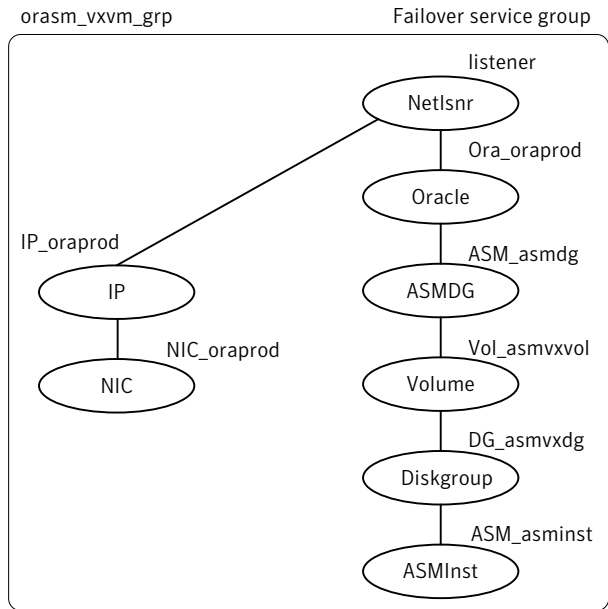 orasm_vxvm_grp
Failover service group
listener
Netlsnr
Ora_oraprod
Oracle
IP_oraprod
ASM_asmdg
IP
ASMDG
NIC_oraprod
Vol_asmvxvol
NIC
Volume
DG_asmvxdg
Diskgroup
ASM_asminst
ASMInst